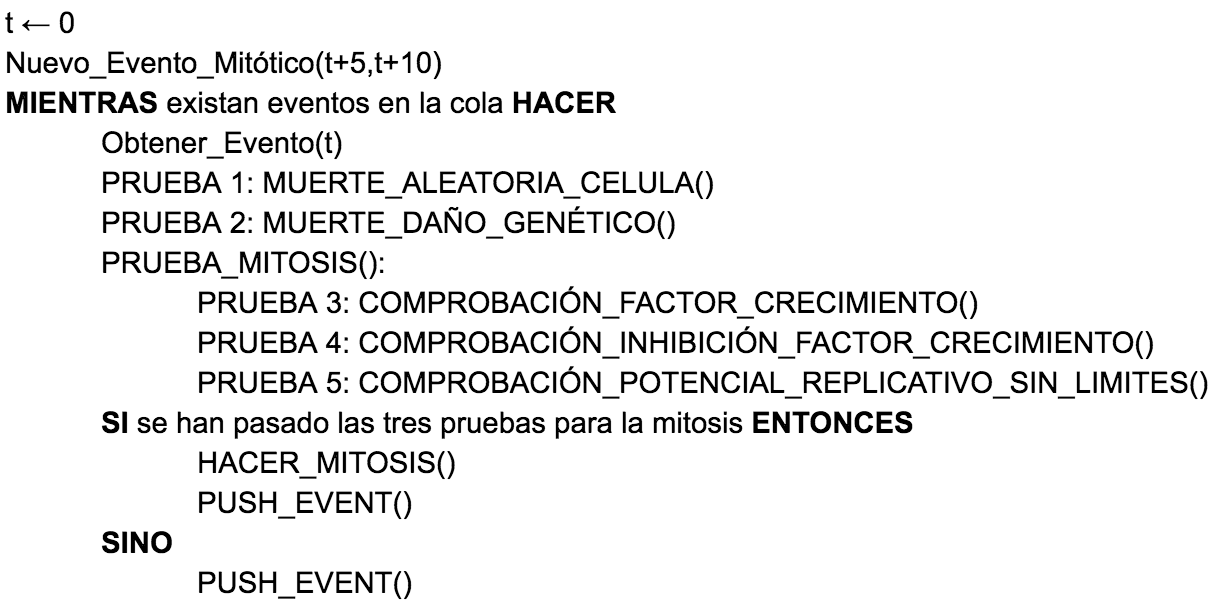 t ← 0
Nuevo_Evento_Mitótico(t+5,t+10)
MIENTRAS existan eventos en la cola HACER
Obtener_Evento(t)
PRUEBA 1: MUERTE_ALEATORIA_CELULA()
PRUEBA 2: MUERTE_DAÑO_GENÉTICO()
PRUEBA_MITOSIS():
PRUEBA 3: COMPROBACIÓN_FACTOR_CRECIMIENTO()
PRUEBA 4: COMPROBACIÓN_INHIBICIÓN_FACTOR_CRECIMIENTO()
PRUEBA 5: COMPROBACIÓN_POTENCIAL_REPLICATIVO_SIN_LIMITES()
SI se han pasado las tres pruebas para la mitosis ENTONCES
HACER_MITOSIS()
PUSH_EVENT()
SINO
PUSH_EVENT()